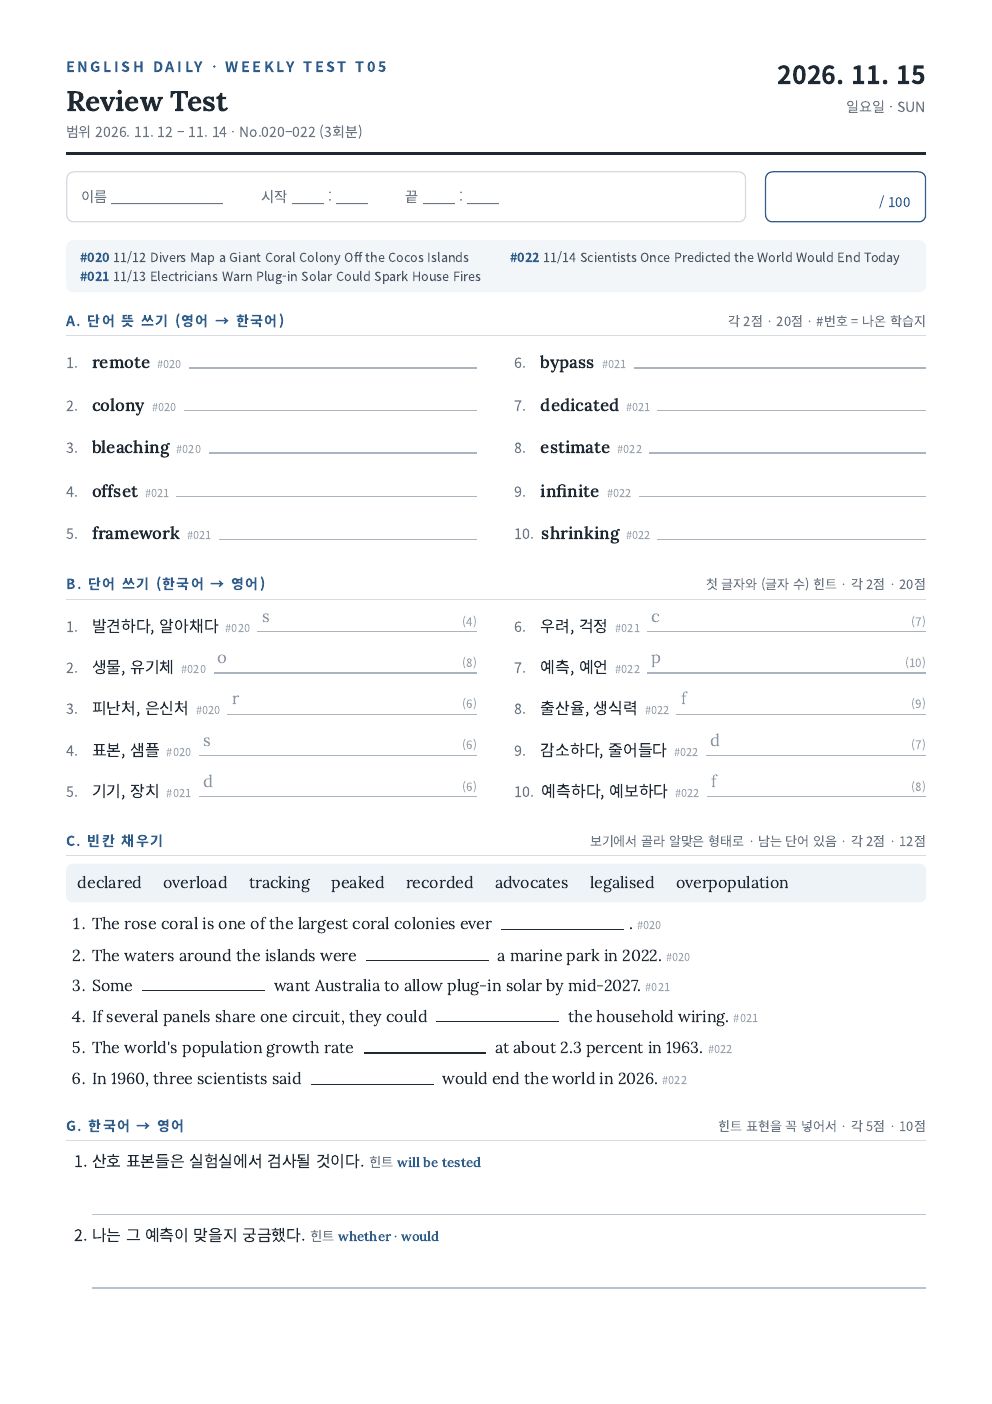 ENGLISH DAILY · WEEKLY TEST T05
2026. 11. 15
Review Test
일요일 · SUN
범위 2026. 11. 12 – 11. 14 · No.020–022 (3회분)
이름 ______ 시작 __ : __ 끝 __ : __
/ 100
#020 11/12 Divers Map a Giant Coral Colony Off the Cocos Islands
#022 11/14 Scientists Once Predicted the World Would End Today
#021 11/13 Electricians Warn Plug-in Solar Could Spark House Fires
A. 단어 뜻 쓰기 (영어 → 한국어)
각 2점 · 20점 · #번호 = 나온 학습지
1. remote #020
6. bypass #021
2. colony #020
7. dedicated #021
3. bleaching #020
8. estimate #022
4. offset #021
9. infinite #022
5. framework #021
10. shrinking #022
B. 단어 쓰기 (한국어 → 영어)
첫 글자와 (글자 수) 힌트 · 각 2점 · 20점
1. 발견하다, 알아채다 #020 s (4)
6. 우려, 걱정 #021 c (7)
2. 생물, 유기체 #020 o (8)
7. 예측, 예언 #022 p (10)
3. 피난처, 은신처 #020 r (6)
8. 출산율, 생식력 #022 f (9)
4. 표본, 샘플 #020 s (6)
9. 감소하다, 줄어들다 #022 d (7)
5. 기기, 장치 #021 d (6)
10. 예측하다, 예보하다 #022 f (8)
C. 빈칸 채우기
보기에서 골라 알맞은 형태로 · 남는 단어 있음 · 각 2점 · 12점
declared overload tracking peaked recorded advocates legalised overpopulation
1. The rose coral is one of the largest coral colonies ever ______ . #020
2. The waters around the islands were ______ a marine park in 2022. #020
3. Some ______ want Australia to allow plug-in solar by mid-2027. #021
4. If several panels share one circuit, they could ______ the household wiring. #021
5. The world's population growth rate ______ at about 2.3 percent in 1963. #022
6. In 1960, three scientists said ______ would end the world in 2026. #022
G. 한국어 → 영어
힌트 표현을 꼭 넣어서 · 각 5점 · 10점
1. 산호 표본들은 실험실에서 검사될 것이다. 힌트 will be tested
2. 나는 그 예측이 맞을지 궁금했다. 힌트 whether · would